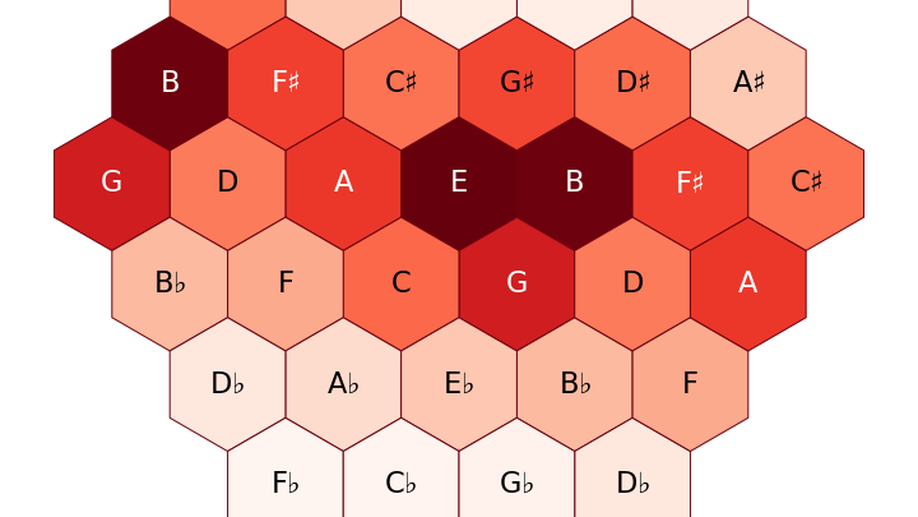 B F♯ C♯ G♯ D♯ A♯
G D A E B F♯ C♯
B♭ F C G D A
D♭ A♭ E♭ B♭ F
F♭ C♭ G♭ D♭